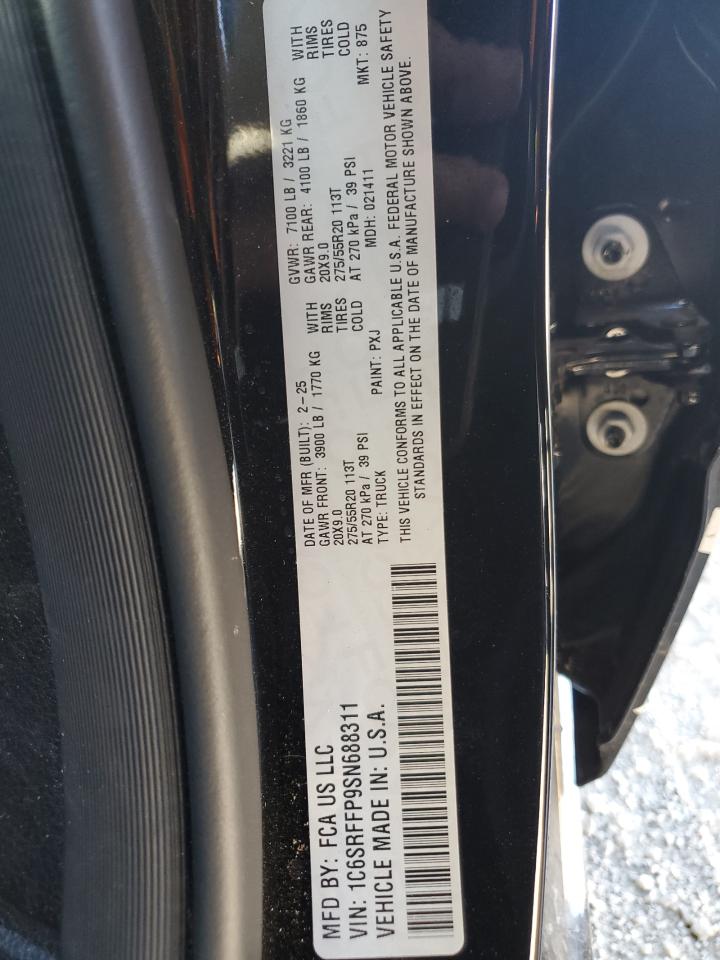 MFD BY: FCA US LLC
VIN: 1C6SRFFP9SN688311
VEHICLE MADE IN: U.S.A.
DATE OF MFR (BUILT): 2-25 GVWR: 7100 LB / 3221 KG
GAWR FRONT: 3900 LB / 1770 KG WITH GAWR REAR: 4100 LB / 1860 KG WITH
20X9.0 RIMS 20X9.0 RIMS
275/55R20 113T TIRES 275/55R20 113T TIRES
AT 270 kPa / 39 PSI COLD AT 270 kPa / 39 PSI COLD
TYPE: TRUCK PAINT: PXJ MDH: 021411 MKT: 875
THIS VEHICLE CONFORMS TO ALL APPLICABLE U.S.A. FEDERAL MOTOR VEHICLE SAFETY
STANDARDS IN EFFECT ON THE DATE OF MANUFACTURE SHOWN ABOVE.